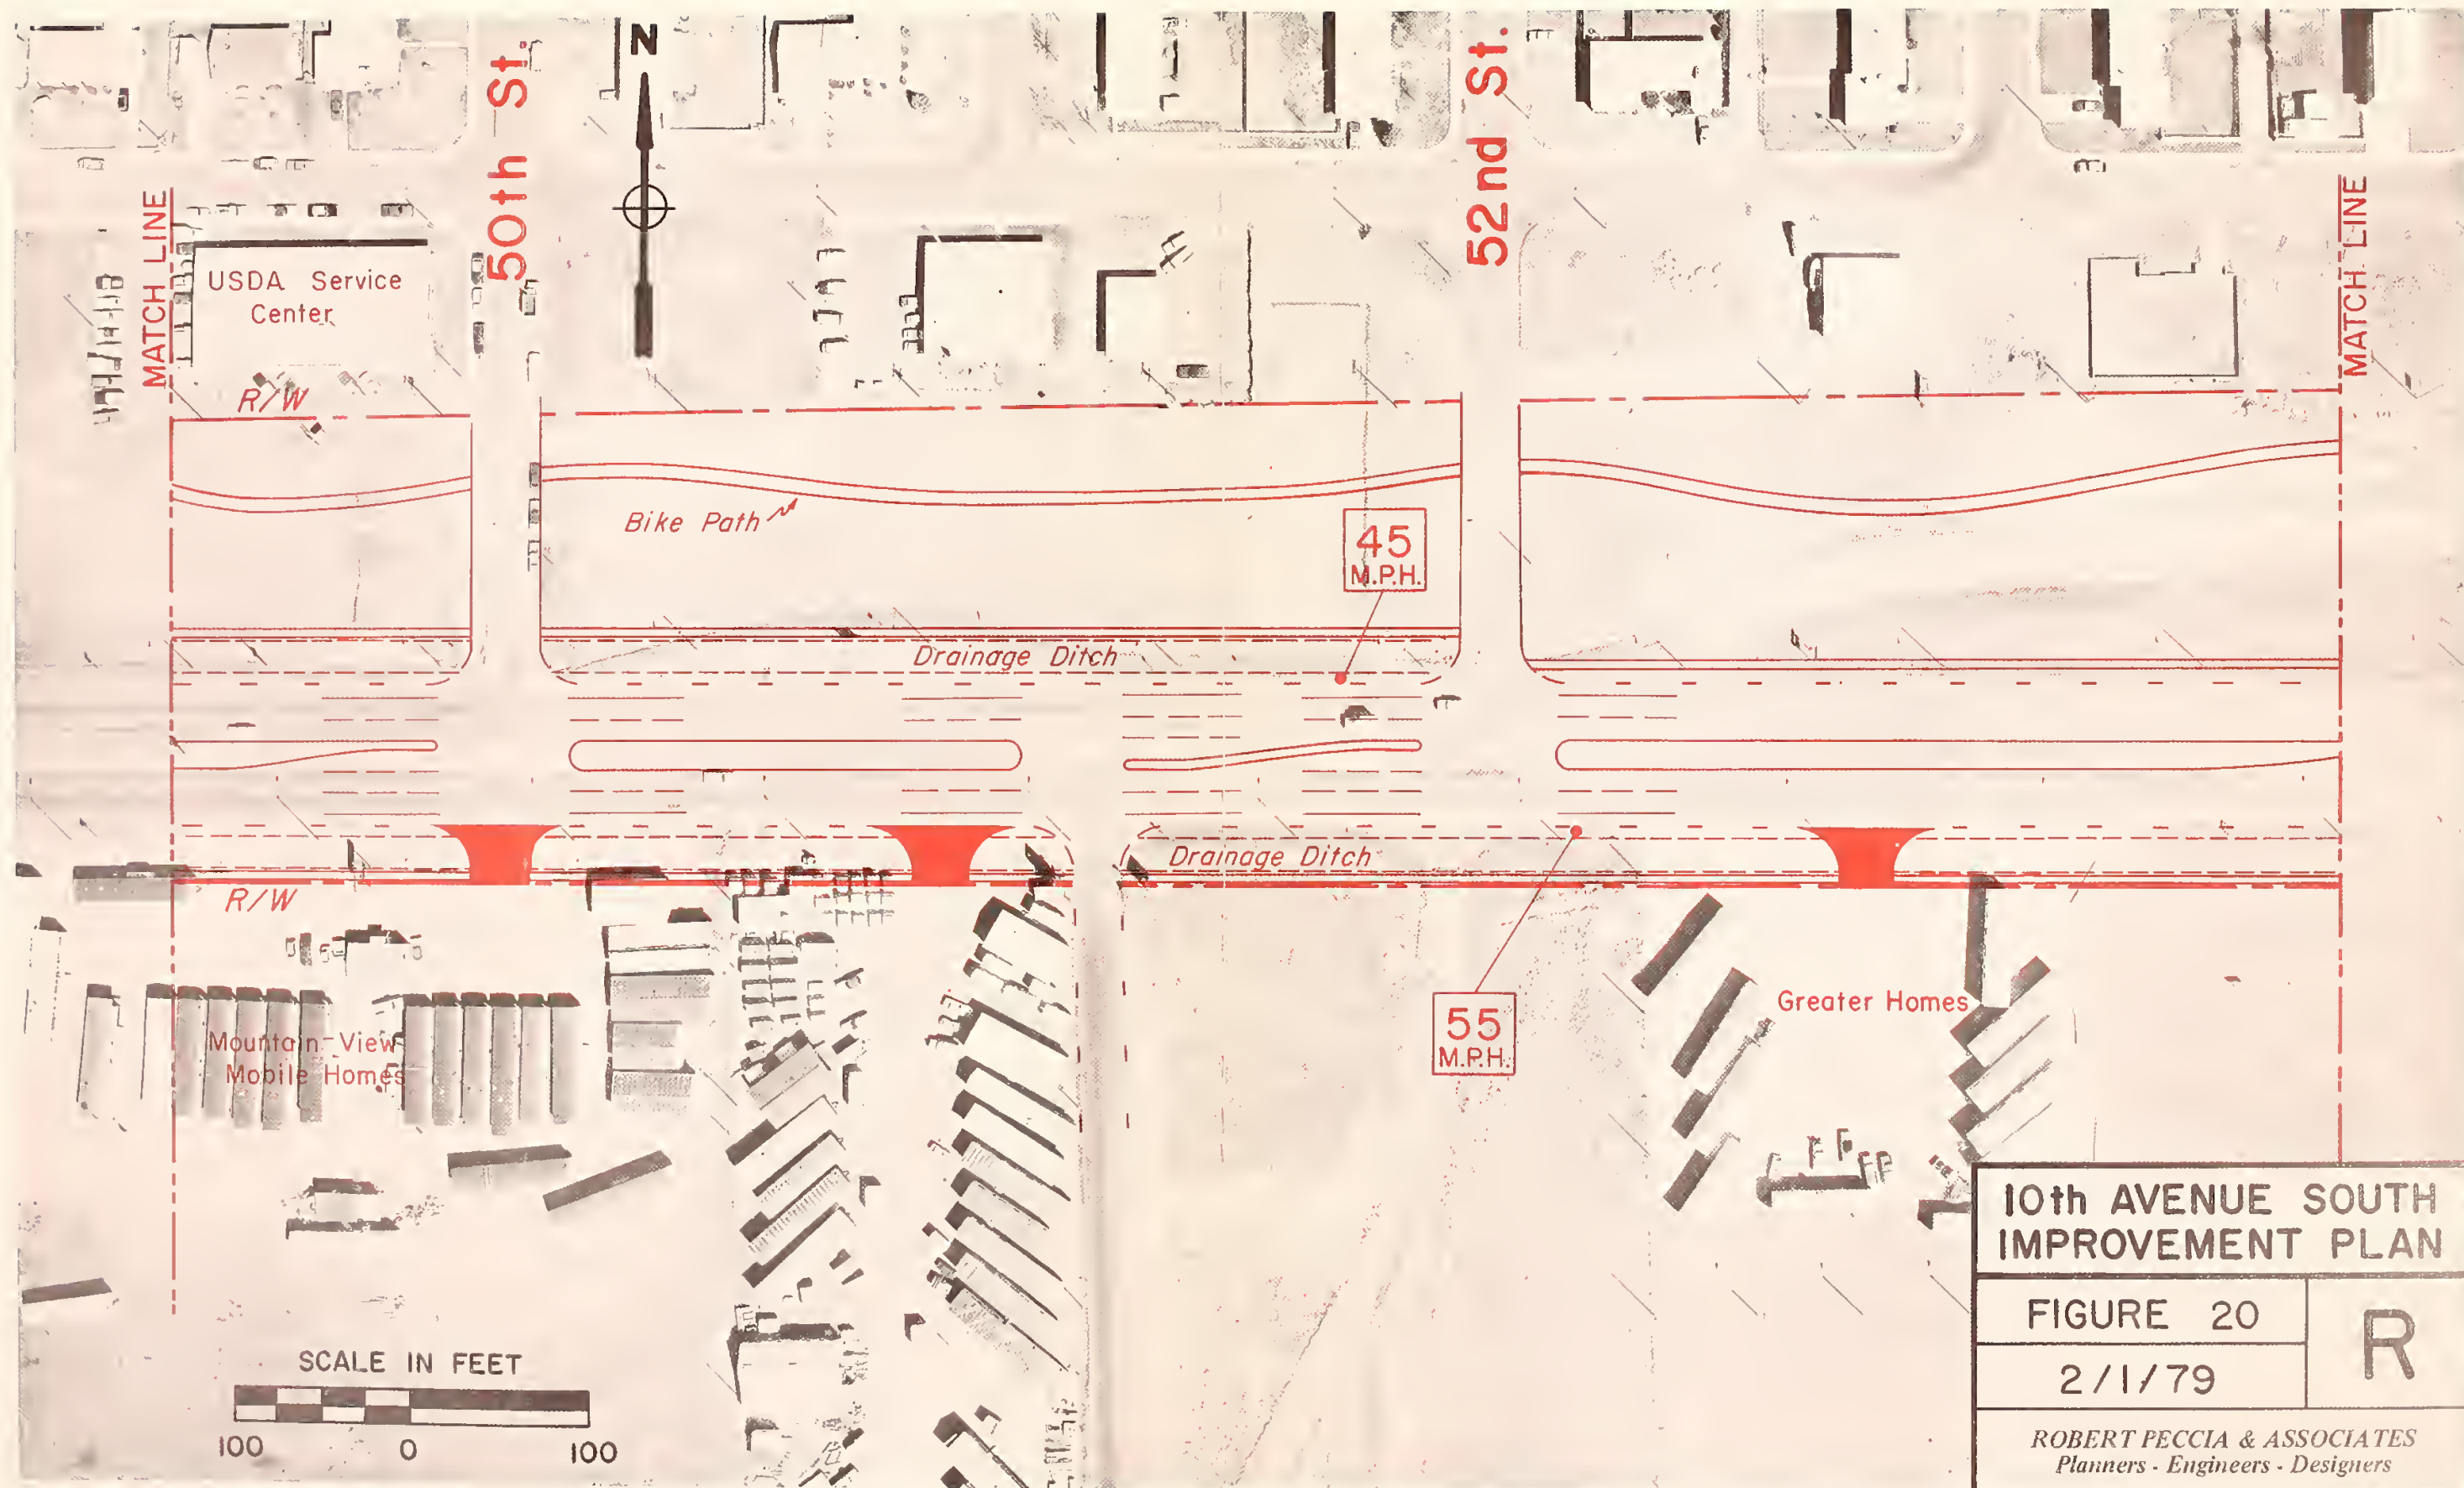 50th St.
N
52nd St.
MATCH LINE
USDA Service
Center
MATCH LINE
R/W
Bike Path
45
M.P.H.
Drainage Ditch
Drainage Ditch
R/W
55
M.P.H.
Greater Homes
Mountain-View
Mobile Homes
SCALE IN FEET
100 0 100
10th AVENUE SOUTH
IMPROVEMENT PLAN
FIGURE 20
R
2/1/79
ROBERT PECCIA & ASSOCIATES
Planners - Engineers - Designers